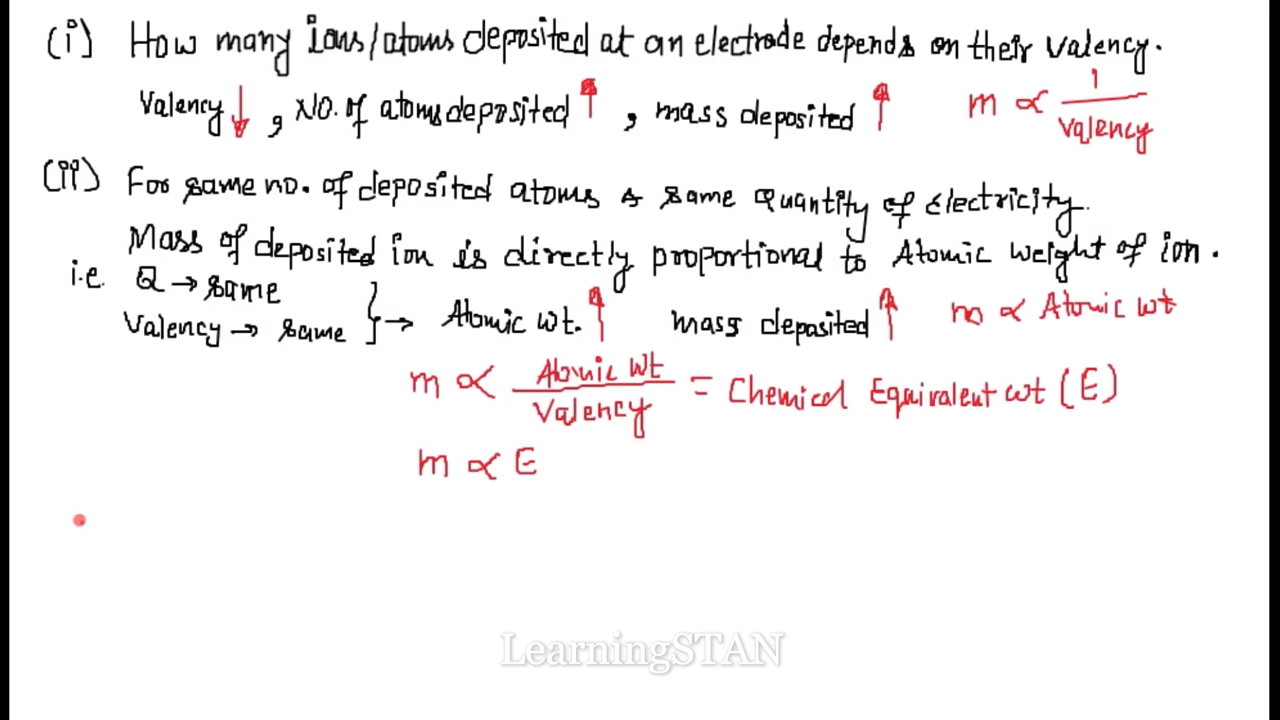 (i) How many ions/atoms deposited at an electrode depends on their valency.
Valency ↓, No. of atoms deposited ↑, mass deposited ↑ m ∝ 1/valency
(ii) For same no. of deposited atoms & same Quantity of Electricity.
Mass of deposited ion is directly proportional to Atomic weight of ion.
i.e. Q → same
Valency → same } → Atomic wt. ↑ mass deposited ↑ m ∝ Atomic wt
m ∝ Atomic wt/Valency = Chemical Equivalent wt (E)
m ∝ E
LearningSTAN